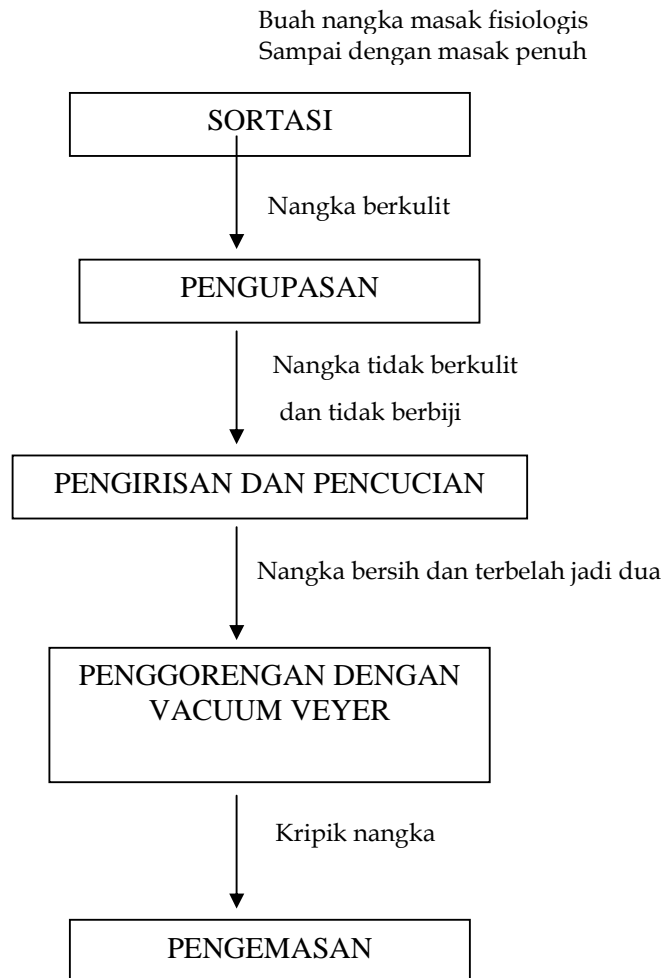 Buah nangka masak fisiologis
Sampai dengan masak penuh
SORTASI
Nangka berkulit
PENGUPASAN
Nangka tidak berkulit
dan tidak berbiji
PENGIRISAN DAN PENCUCIAN
Nangka bersih dan terbelah jadi dua
PENGGORENGAN DENGAN
VACUUM VEYER
Kripik nangka
PENGEMASAN